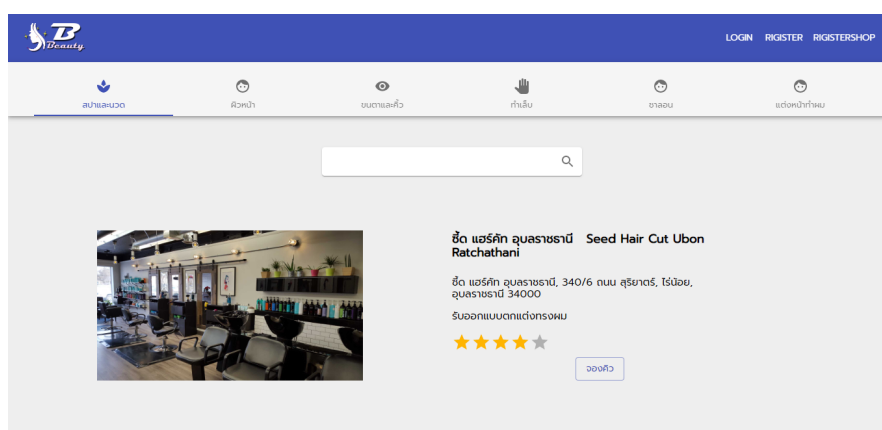 B
Beauty
LOGIN RIGISTER RIGISTERSHOP
สปาและนวด ผิวหน้า ขนตาและคิ้ว ทำเล็บ ซาลอน แต่งหน้าทำผม
ซี้ด แฮร์คัท อุบลราชธานี Seed Hair Cut Ubon
Ratchathani
ซี้ด แฮร์คัท อุบลราชธานี, 340/6 ถนน สุริยาตร์, ไร่น้อย,
อุบลราชธานี 34000
รับออกแบบตกแต่งทรงผม
จองคิว